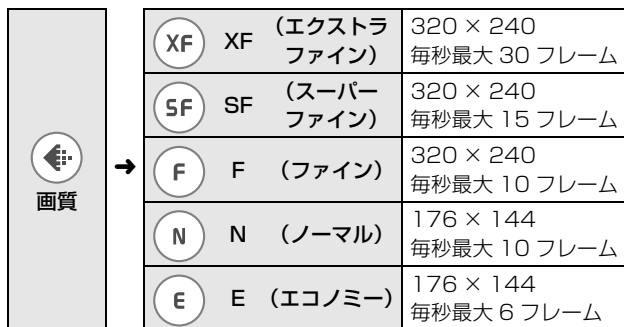 画質
➜
XF XF (エクストラ
ファイン)
320 × 240
毎秒最大 30 フレーム
SF SF (スーパー
ファイン)
320 × 240
毎秒最大 15 フレーム
F F (ファイン)
320 × 240
毎秒最大 10 フレーム
N N (ノーマル)
176 × 144
毎秒最大 10 フレーム
E E (エコノミー)
176 × 144
毎秒最大 6 フレーム